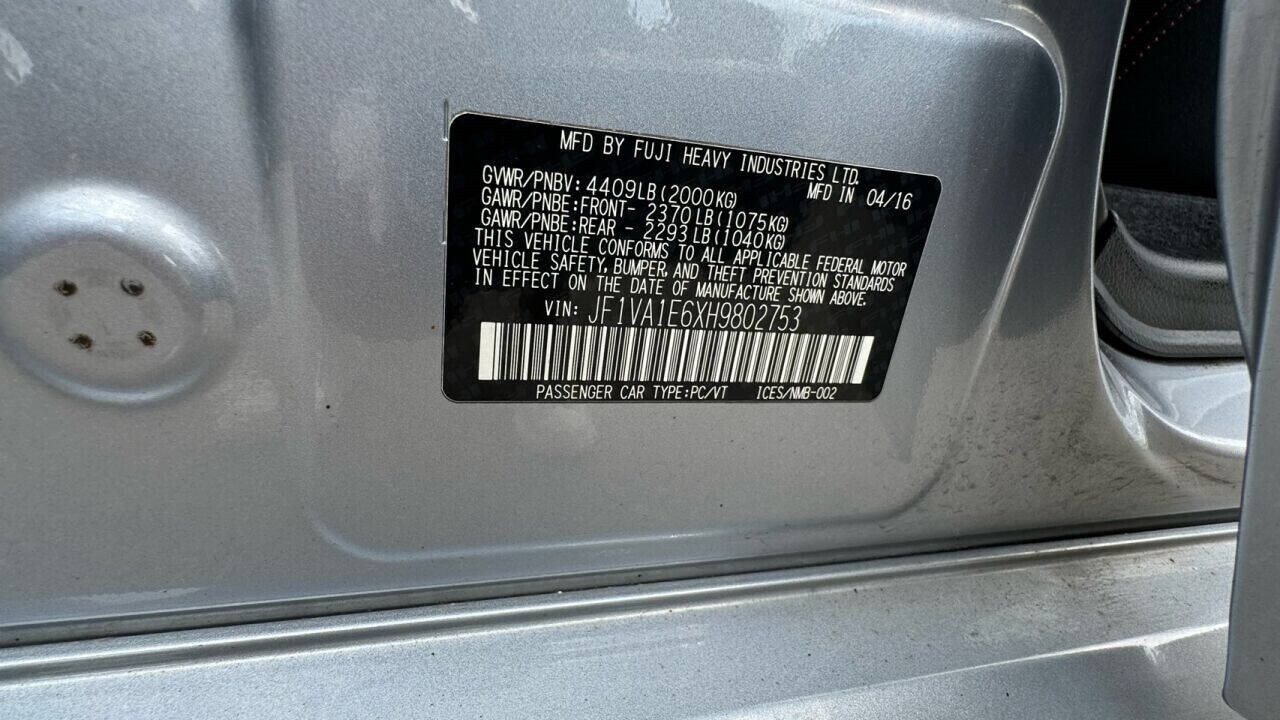 MFD BY FUJI HEAVY INDUSTRIES LTD.
GVWR/PNBV: 4409LB(2000KG) MFD IN 04/16
GAWR/PNBE:FRONT- 2370LB(1075KG)
GAWR/PNBE:REAR - 2293LB(1040KG)
THIS VEHICLE CONFORMS TO ALL APPLICABLE FEDERAL MOTOR
VEHICLE SAFETY, BUMPER, AND THEFT PREVENTION STANDARDS
IN EFFECT ON THE DATE OF MANUFACTURE SHOWN ABOVE.
VIN: JF1VA1E6XH9802753
PASSENGER CAR TYPE:PC/VT ICES/NMB-002